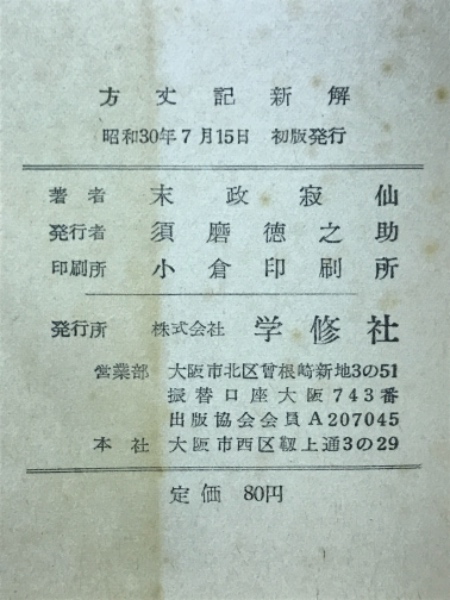 方丈記新解
昭和30年7月15日 初版発行
著者 末政寂仙
発行者 須磨徳之助
印刷所 小倉印刷所
発行所 株式会社 学修社
営業部 大阪市北区曾根崎新地3の51
振替口座大阪743番
出版協会会員A207045
本社 大阪市西区靱上通3の29
定価 80円